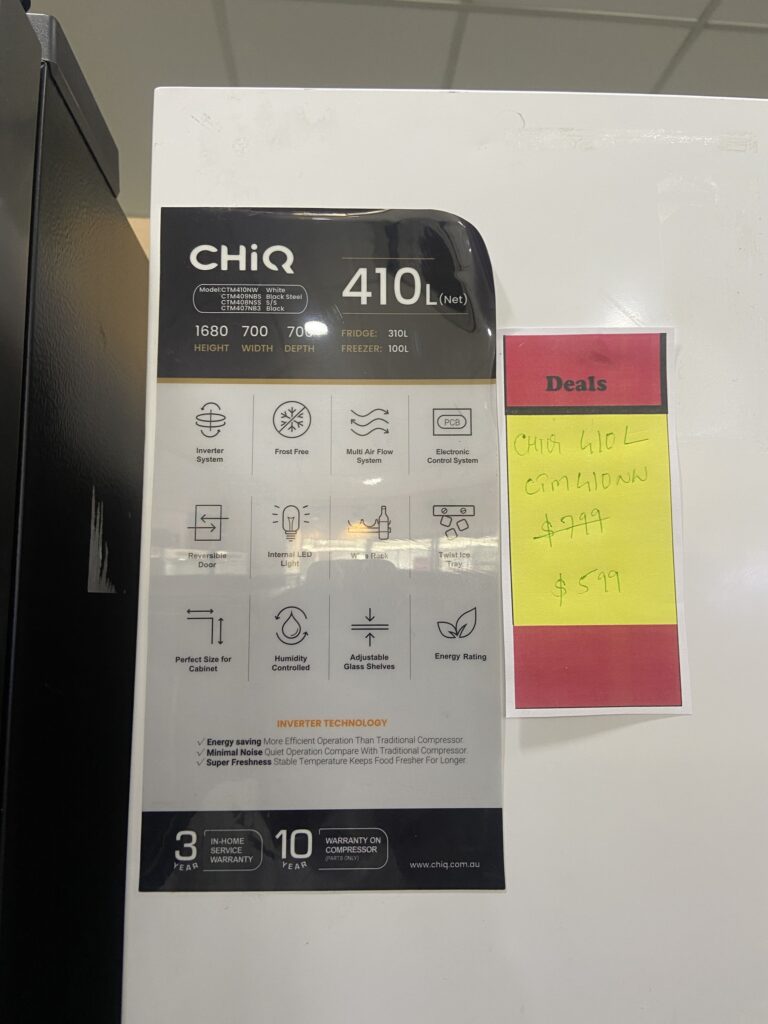 CHiQ
Model:CTM410NW White
CTM409NBS Black Steel
CTM408NSS S/S
CTM407NB3 Black
410L(Net)
1680 700 700
HEIGHT WIDTH DEPTH
FRIDGE: 310L
FREEZER: 100L
Inverter System
Frost Free
Multi Air Flow System
PCB
Electronic Control System
Reversible Door
Internal LED Light
Wine Rack
Twist Ice Tray
Perfect Size for Cabinet
Humidity Controlled
Adjustable Glass Shelves
Energy Rating
INVERTER TECHNOLOGY
Energy saving More Efficient Operation Than Traditional Compressor.
Minimal Noise Quiet Operation Compare With Traditional Compressor.
Super Freshness Stable Temperature Keeps Food Fresher For Longer.
3 YEAR
IN-HOME
SERVICE
WARRANTY
10 YEAR
WARRANTY ON
COMPRESSOR
(PARTS ONLY)
www.chiq.com.au
Deals
CHIQ 410L
CTM410NW
$799
$599